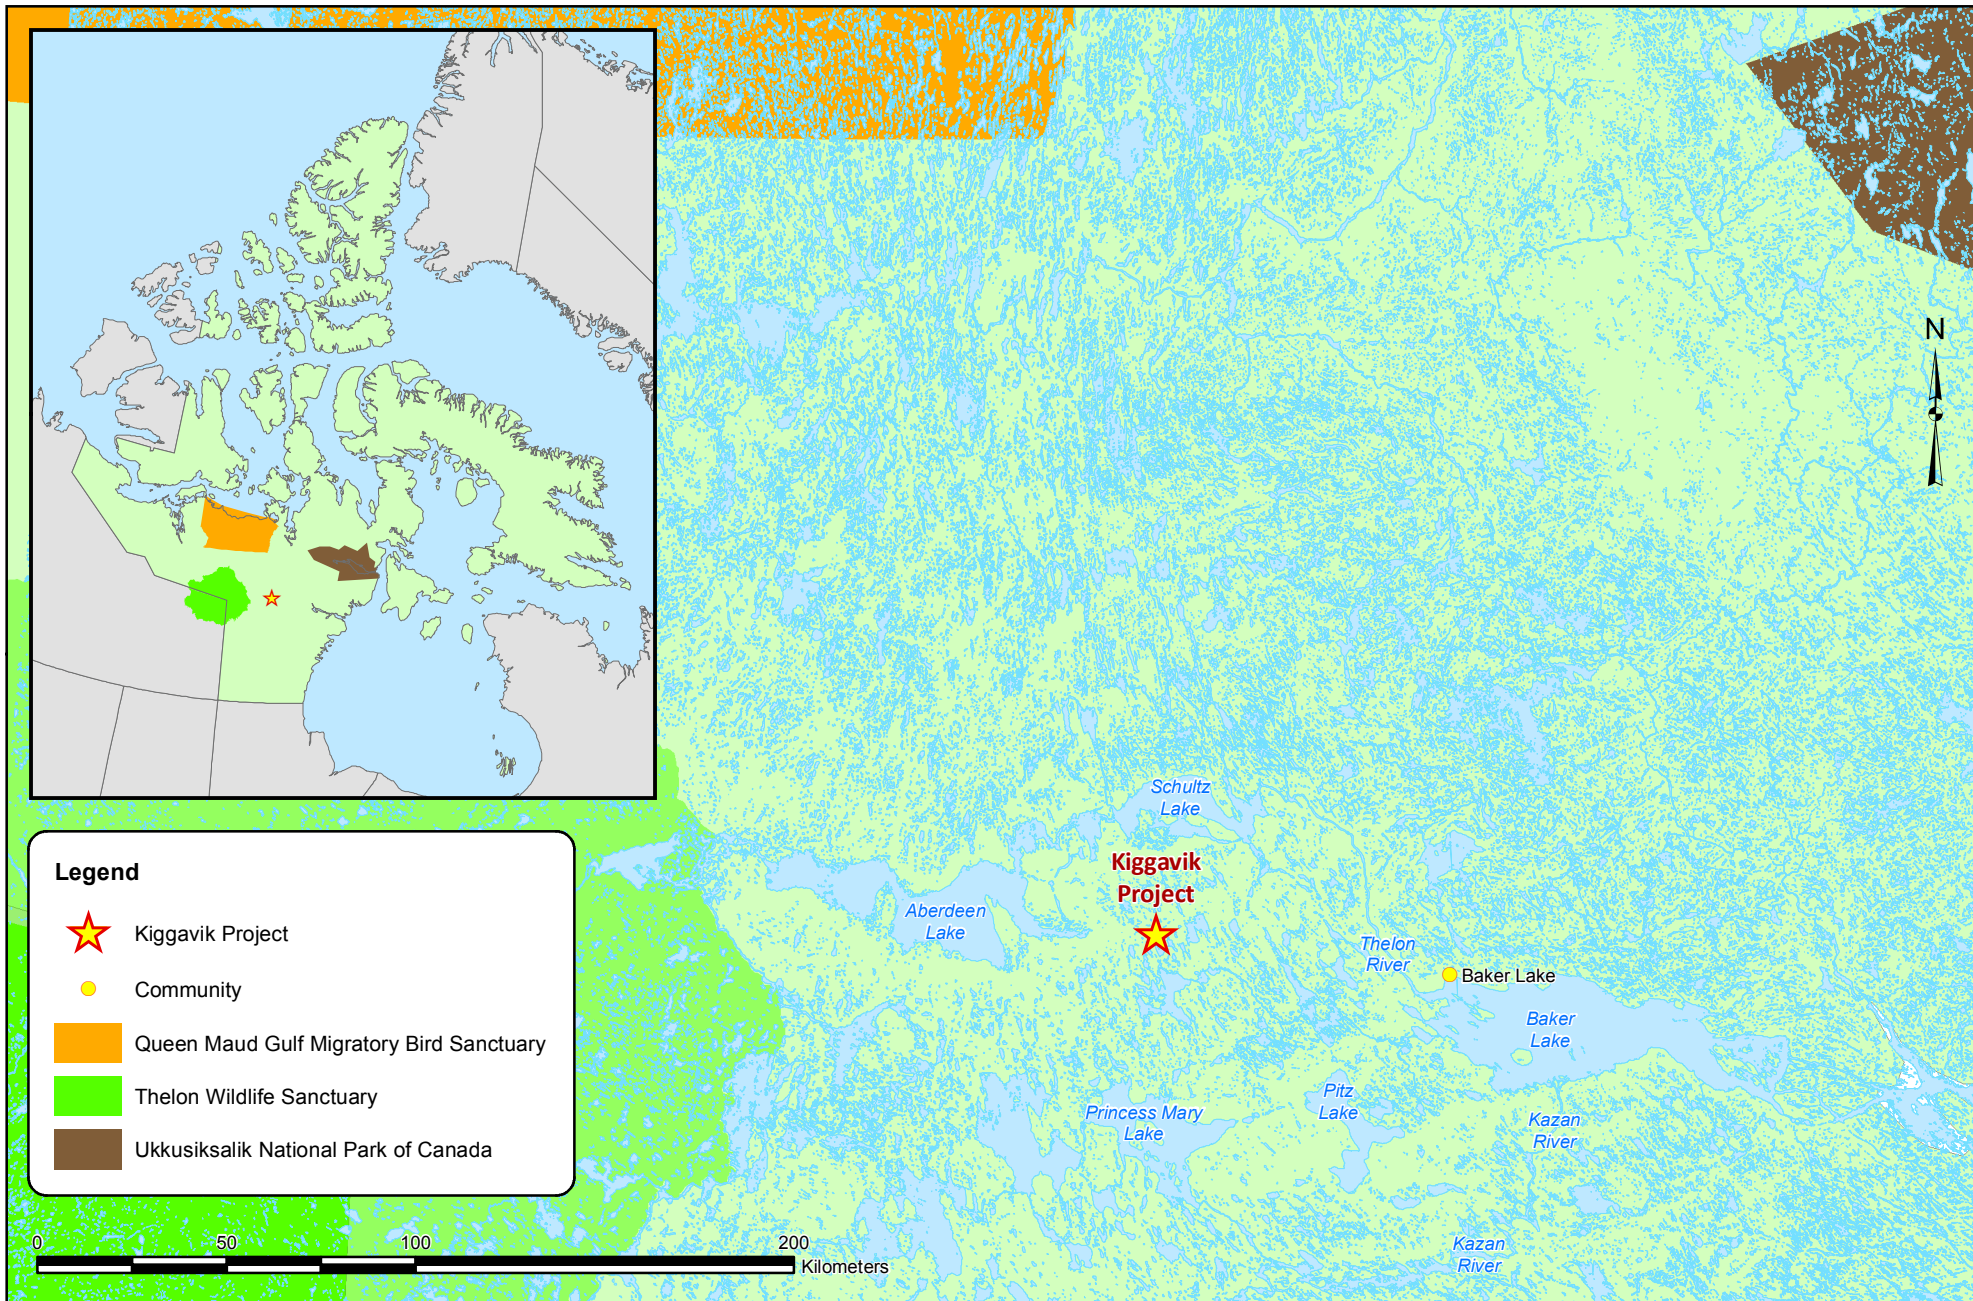 N
Schultz
Lake
Kiggavik
Project
Aberdeen
Lake
Thelon
River
Baker Lake
Baker
Lake
Pitz
Lake
Princess Mary
Lake
Kazan
River
Kazan
River
Legend
Kiggavik Project
Community
Queen Maud Gulf Migratory Bird Sanctuary
Thelon Wildlife Sanctuary
Ukkusiksalik National Park of Canada
0 50 100 200
Kilometers